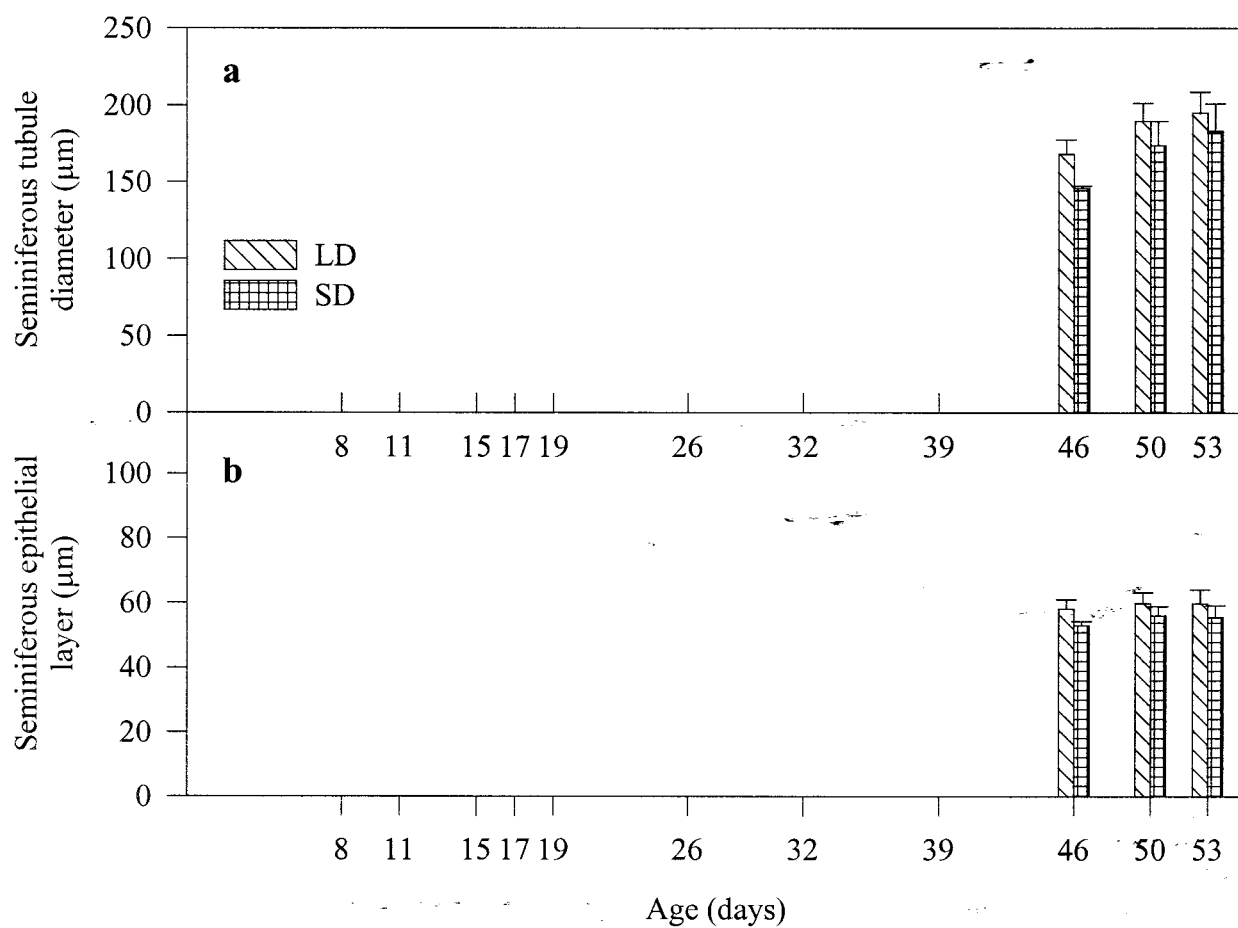 a
250
200
150
100
50
0
Seminiferous tubule
diameter (μm)
LD
SD
8 11 15 17 19 26 32 39 46 50 53
b
100
80
60
40
20
0
Seminiferous epithelial
layer (μm)
8 11 15 17 19 26 32 39 46 50 53
Age (days)